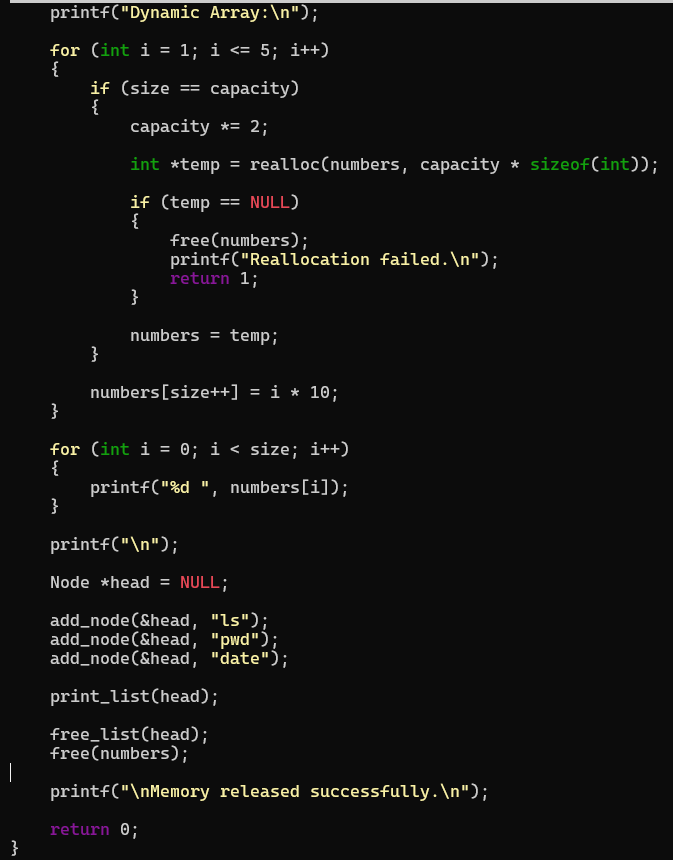 printf("Dynamic Array:\n");
for (int i = 1; i <= 5; i++)
{
if (size == capacity)
{
capacity *= 2;
int *temp = realloc(numbers, capacity * sizeof(int));
if (temp == NULL)
{
free(numbers);
printf("Reallocation failed.\n");
return 1;
}
numbers = temp;
}
numbers[size++] = i * 10;
}
for (int i = 0; i < size; i++)
{
printf("%d ", numbers[i]);
}
printf("\n");
Node *head = NULL;
add_node(&head, "ls");
add_node(&head, "pwd");
add_node(&head, "date");
print_list(head);
free_list(head);
free(numbers);
printf("\nMemory released successfully.\n");
return 0;
}